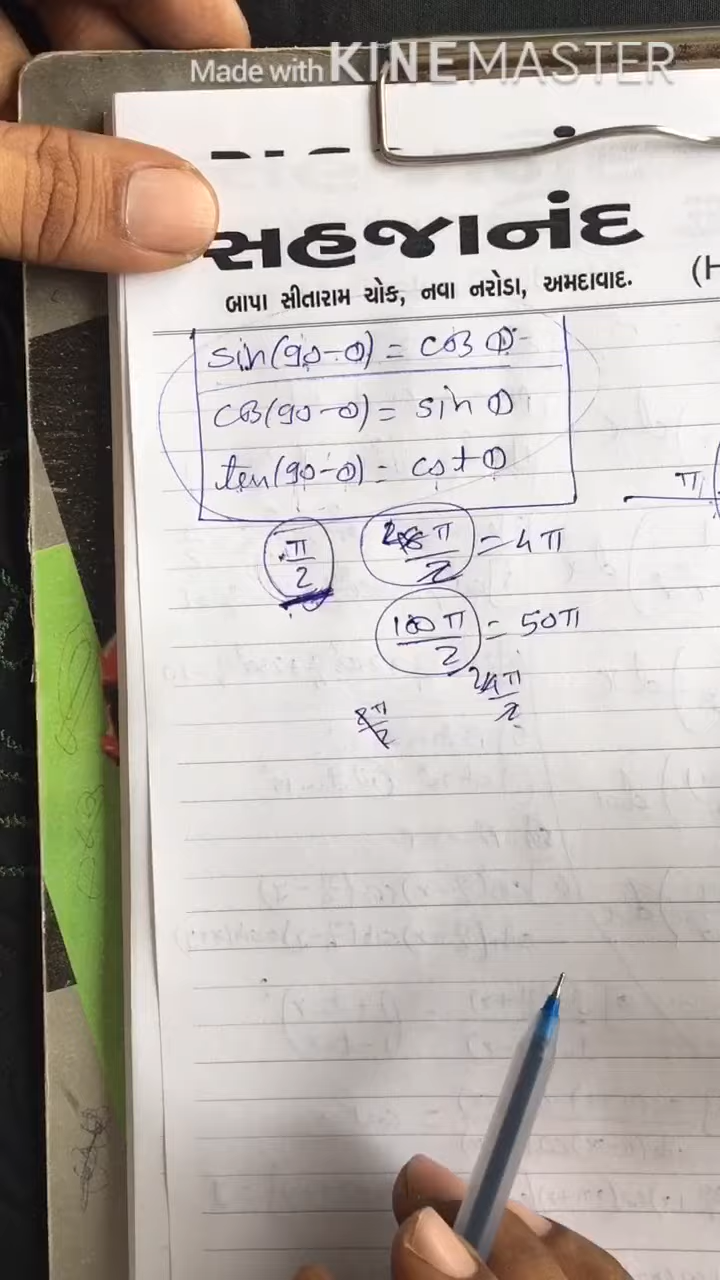 Made with KINEMASTER
સહજાનંદ
બાપા સીતારામ ચોક, નવા નરોડા, અમદાવાદ.
(H
sin(90-θ) = cos θ
cos(90-θ) = sin θ
ten(90-θ) = cot θ
π/2
8π/2 = 4π
π
100π/2 = 50π
24π/2
8π/2